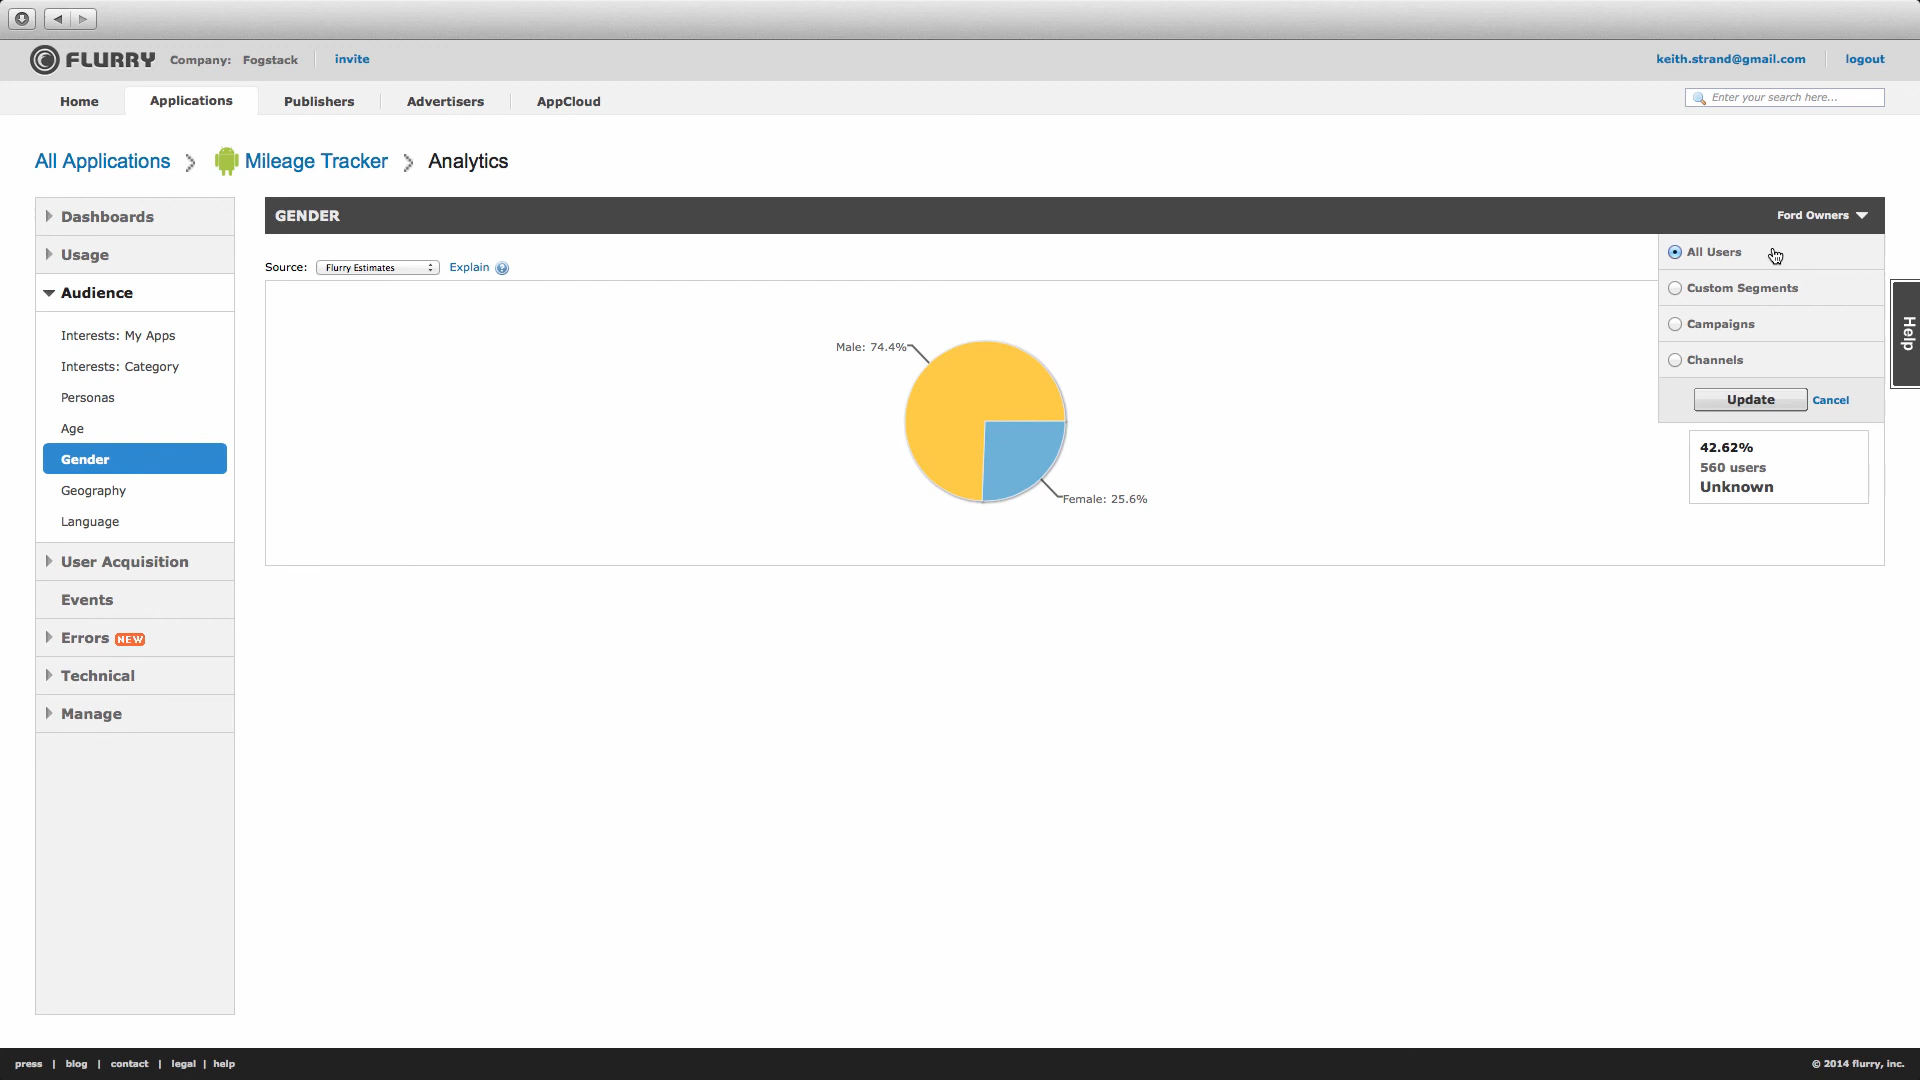 FLURRY Company: Fogstack invite keith.strand@gmail.com logout
Home Applications Publishers Advertisers AppCloud Enter your search here...
All Applications Mileage Tracker Analytics
Dashboards
Usage
Audience
Interests: My Apps
Interests: Category
Personas
Age
Gender
Geography
Language
User Acquisition
Events
Errors NEW
Technical
Manage
GENDER Ford Owners
Source: Flurry Estimates Explain ?
Male: 74.4%
Female: 25.6%
All Users
Custom Segments
Campaigns
Channels
Update Cancel
42.62%
560 users
Unknown
Help
press | blog | contact | legal | help © 2014 flurry, inc.